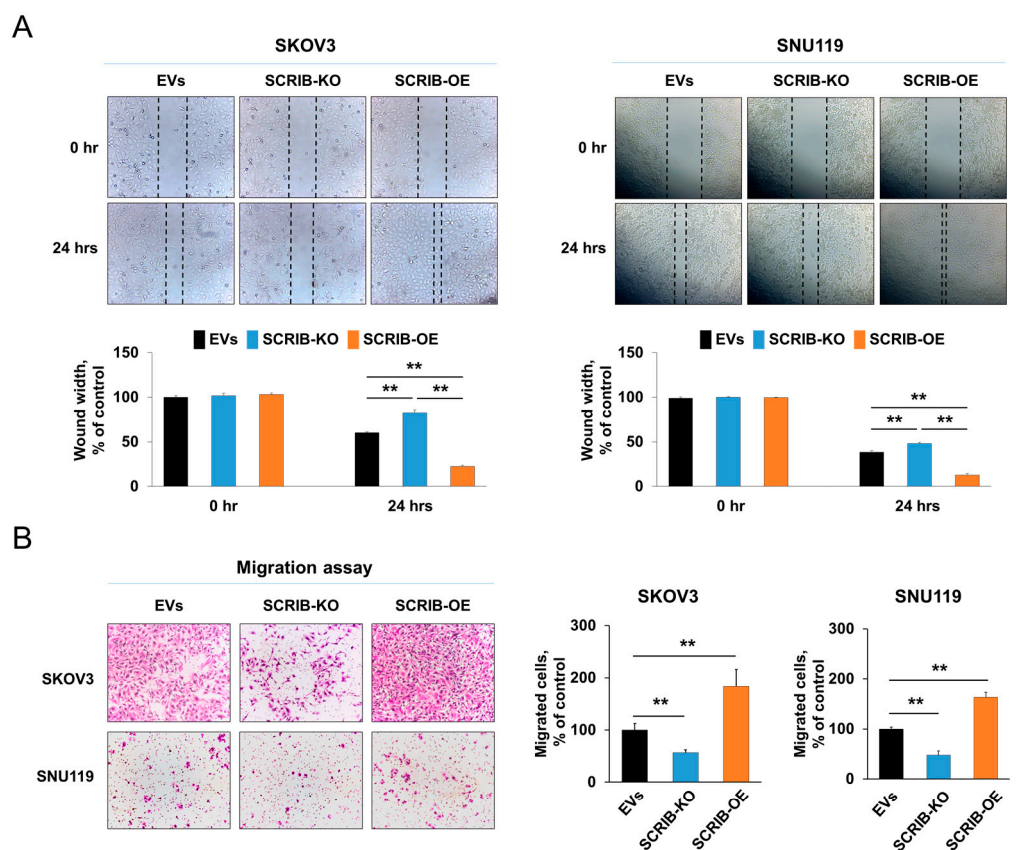 A
SKOV3
EVs SCRIB-KO SCRIB-OE
0 hr
24 hrs
EVs SCRIB-KO SCRIB-OE
Wound width,
% of control
150
100
50
0
** 
** **
0 hr 24 hrs
SNU119
EVs SCRIB-KO SCRIB-OE
0 hr
24 hrs
EVs SCRIB-KO SCRIB-OE
Wound width,
% of control
150
100
50
0
**
** **
0 hr 24 hrs
B
Migration assay
EVs SCRIB-KO SCRIB-OE
SKOV3
SNU119
SKOV3
Migrated cells,
% of control
300
200
100
0
**
**
EVs SCRIB-KO SCRIB-OE
SNU119
Migrated cells,
% of control
300
200
100
0
**
**
EVs SCRIB-KO SCRIB-OE